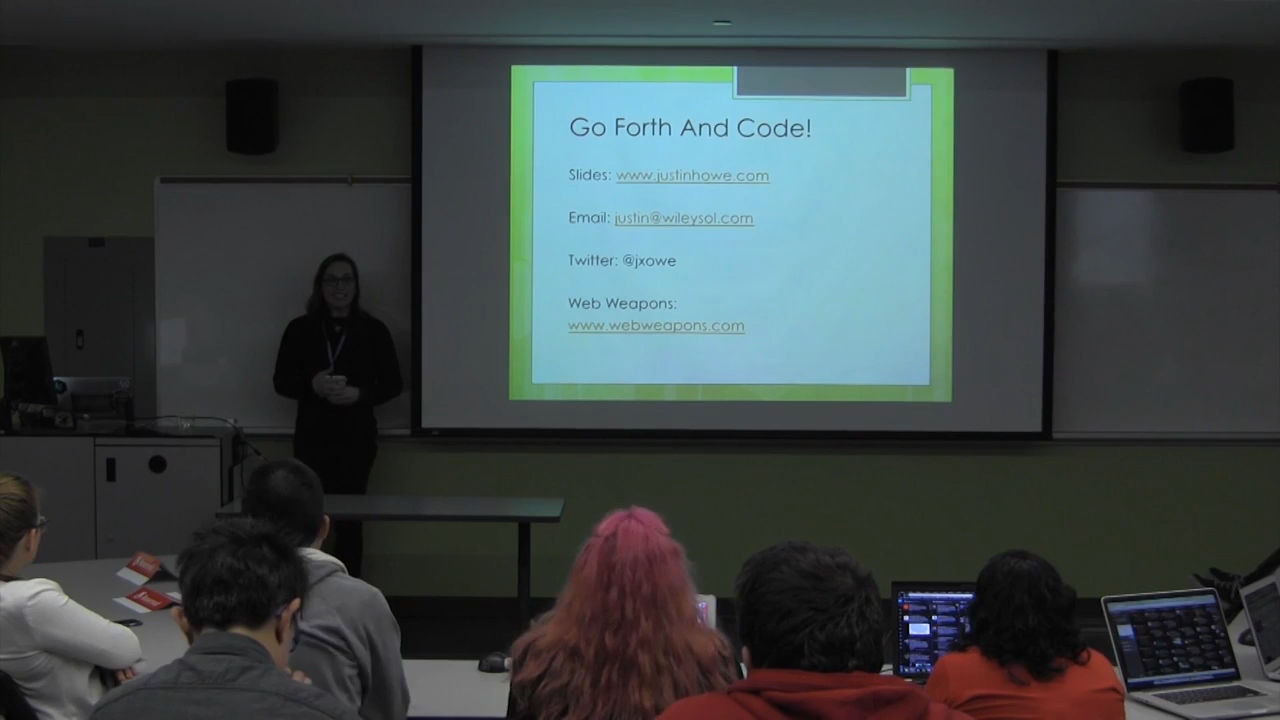 Go Forth And Code!
Slides: www.justinhowe.com
Email: justin@wileysol.com
Twitter: @jxowe
Web Weapons:
www.webweapons.com